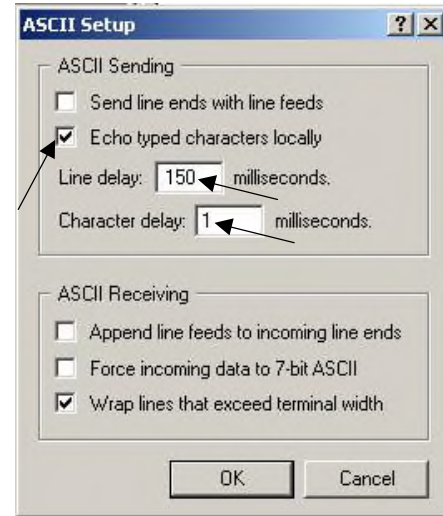 ASCII Setup
ASCII Sending
Send line ends with line feeds
Echo typed characters locally
Line delay: 150 milliseconds.
Character delay: 1 milliseconds.
ASCII Receiving
Append line feeds to incoming line ends
Force incoming data to 7-bit ASCII
Wrap lines that exceed terminal width
OK Cancel